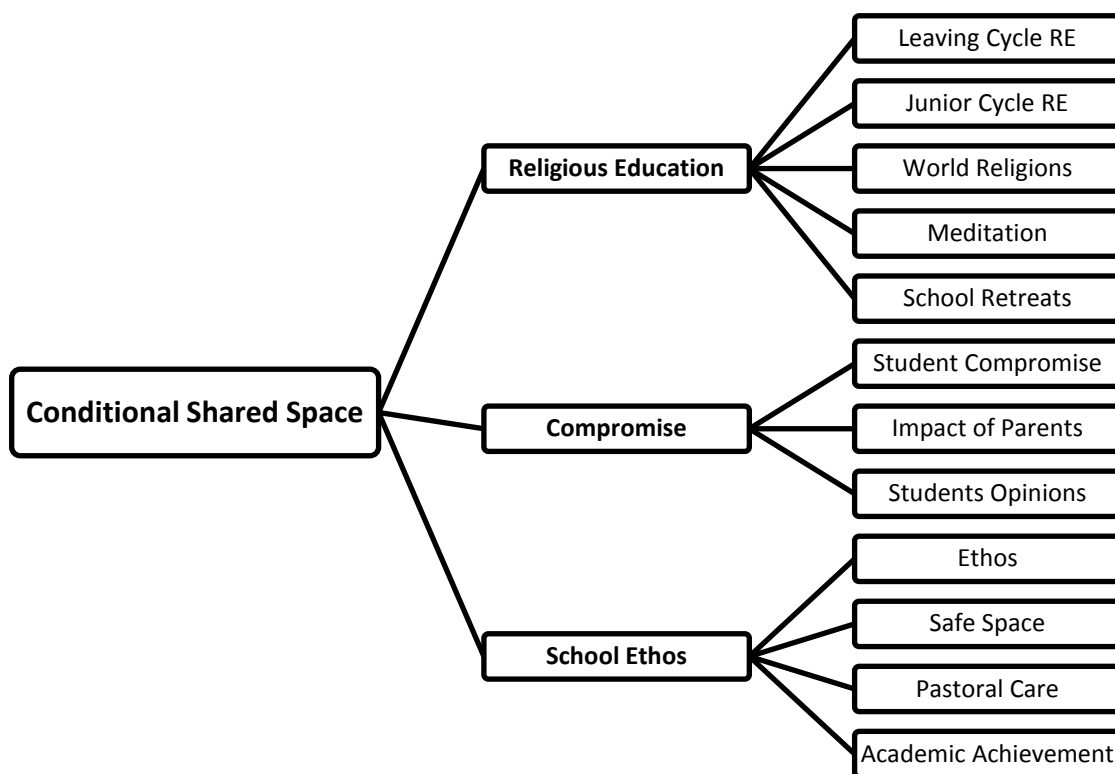 Conditional Shared Space
Religious Education
Leaving Cycle RE
Junior Cycle RE
World Religions
Meditation
School Retreats
Compromise
Student Compromise
Impact of Parents
Students Opinions
School Ethos
Ethos
Safe Space
Pastoral Care
Academic Achievement